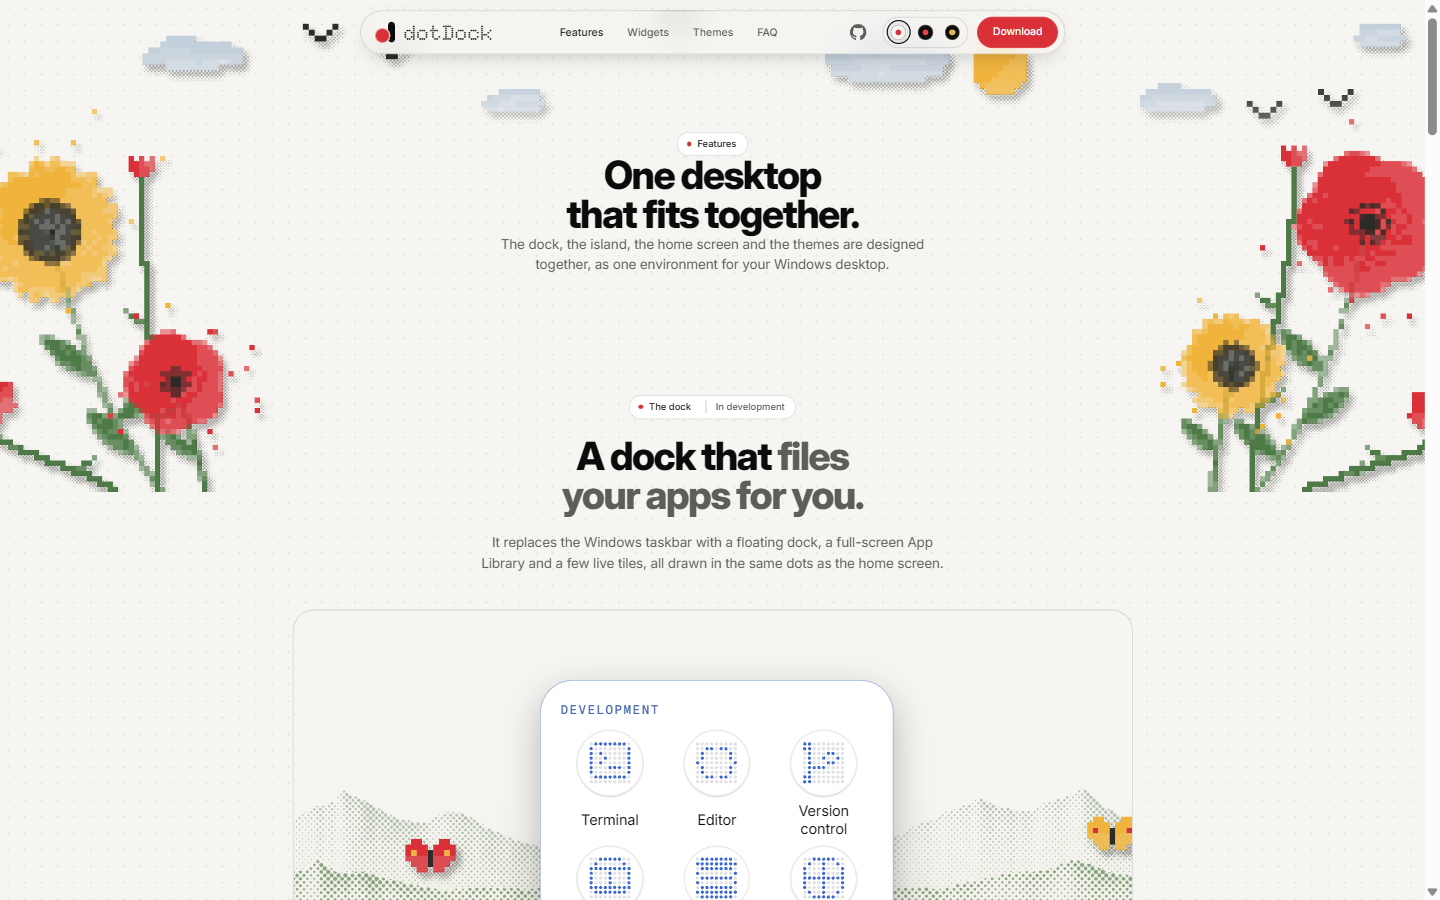 dotDock
Features
Widgets
Themes
FAQ
Download
Features
One desktop
that fits together.
The dock, the island, the home screen and the themes are designed
together, as one environment for your Windows desktop.
The dock
In development
A dock that files
your apps for you.
It replaces the Windows taskbar with a floating dock, a full-screen App
Library and a few live tiles, all drawn in the same dots as the home screen.
DEVELOPMENT
Terminal
Editor
Version
control